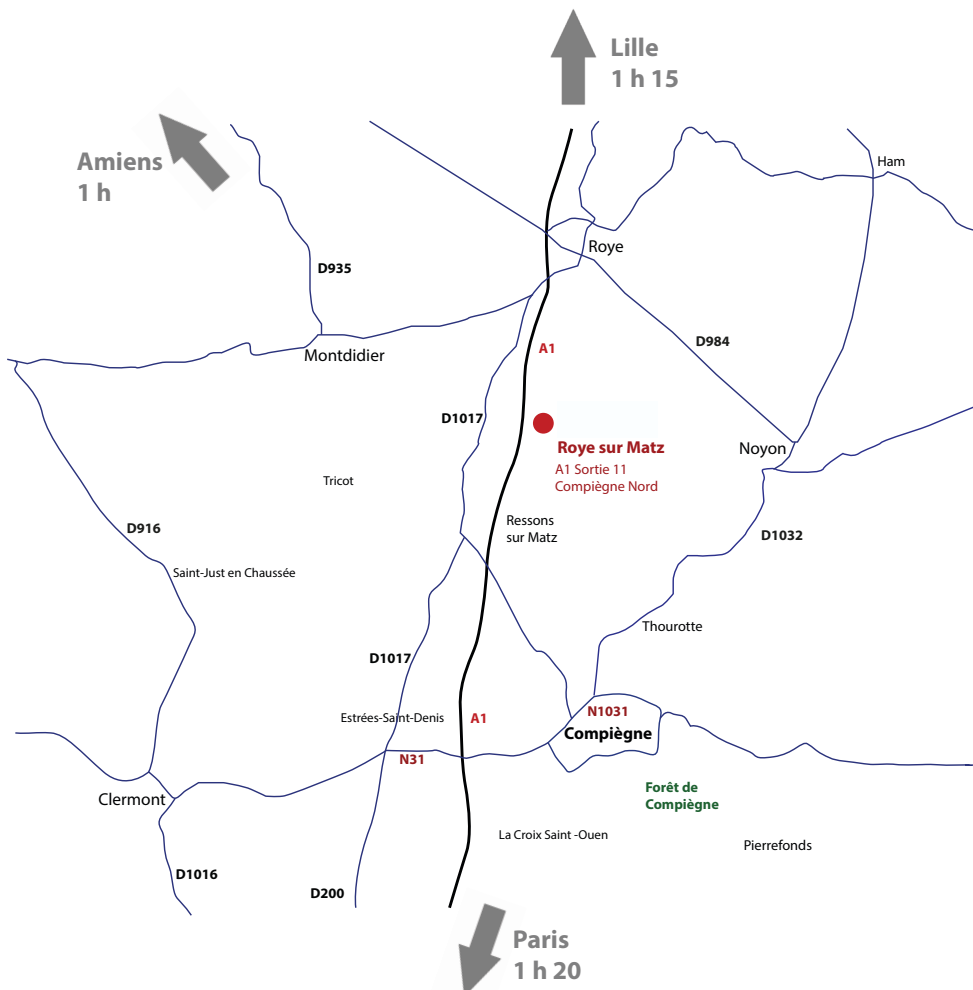 Lille
1 h 15
Amiens
1 h
Ham
Roye
D935
D984
A1
Montdidier
D1017
Roye sur Matz
A1 Sortie 11
Compiègne Nord
Noyon
Tricot
Ressons
sur Matz
D916
D1032
Saint-Just en Chaussée
Thourotte
D1017
Estrées-Saint-Denis
A1
N1031
Compiègne
N31
Clermont
Forêt de
Compiègne
La Croix Saint -Ouen
Pierrefonds
D1016
D200
Paris
1 h 20